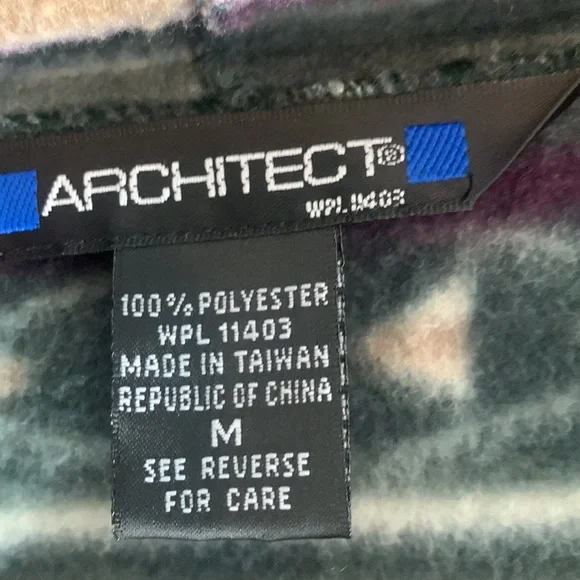 ARCHITECT®
WPL 11403
100% POLYESTER
WPL 11403
MADE IN TAIWAN
REPUBLIC OF CHINA
M
SEE REVERSE
FOR CARE